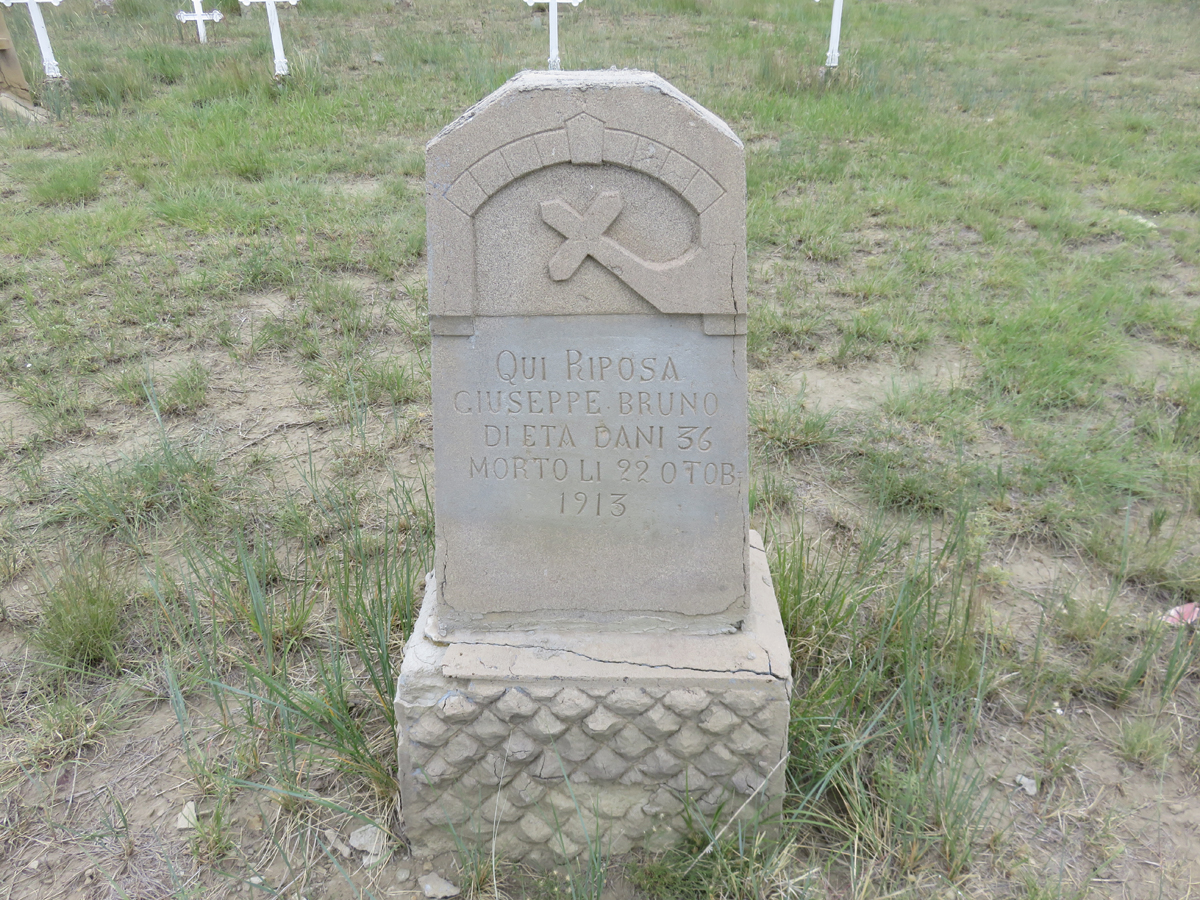 QUI RIPOSA
GIUSEPPE·BRUNO
DI ETA DANI 36
MORTO LI 22 OTOB
1913